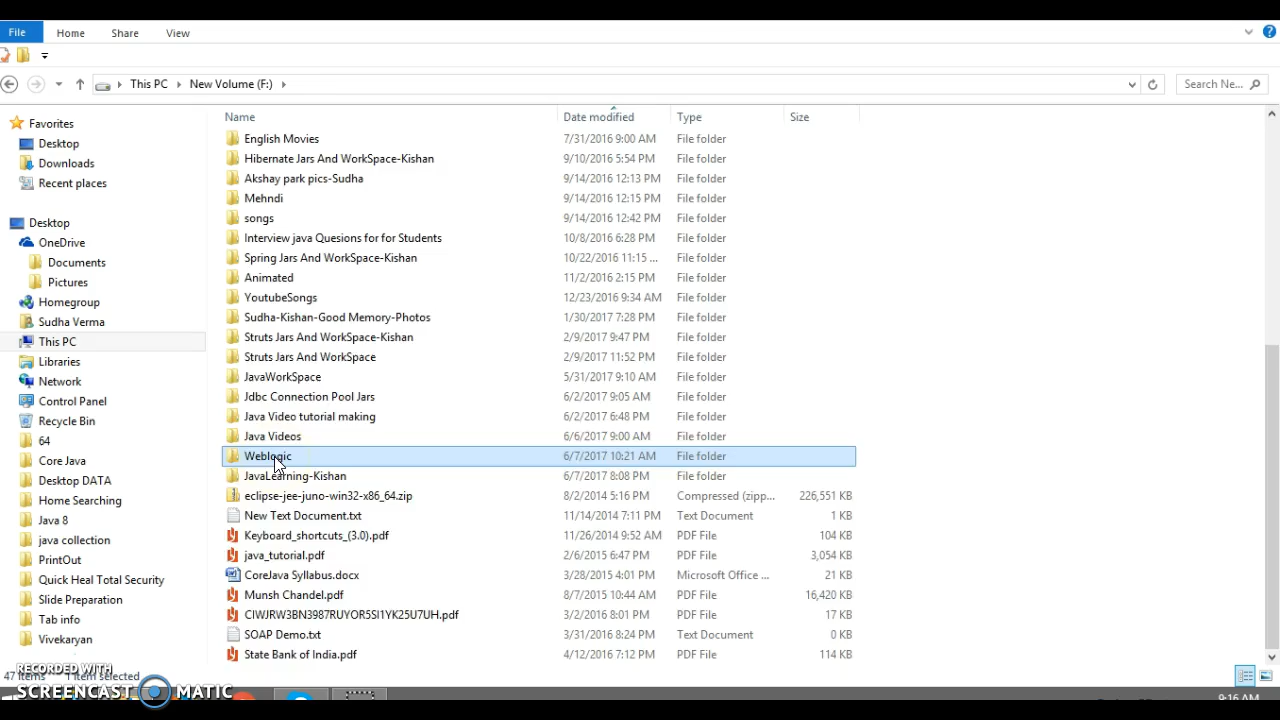 File Home Share View
This PC New Volume (F:) Search Ne...
Name Date modified Type Size
Favorites
Desktop
Downloads
Recent places
Desktop
OneDrive
Documents
Pictures
Homegroup
Sudha Verma
This PC
Libraries
Network
Control Panel
Recycle Bin
64
Core Java
Desktop DATA
Home Searching
Java 8
java collection
PrintOut
Quick Heal Total Security
Slide Preparation
Tab info
Vivekaryan
English Movies 7/31/2016 9:00 AM File folder
Hibernate Jars And WorkSpace-Kishan 9/10/2016 5:54 PM File folder
Akshay park pics-Sudha 9/14/2016 12:13 PM File folder
Mehndi 9/14/2016 12:15 PM File folder
songs 9/14/2016 12:42 PM File folder
Interview java Quesions for for Students 10/8/2016 6:28 PM File folder
Spring Jars And WorkSpace-Kishan 10/22/2016 11:15 ... File folder
Animated 11/2/2016 2:15 PM File folder
YoutubeSongs 12/23/2016 9:34 AM File folder
Sudha-Kishan-Good Memory-Photos 1/30/2017 7:28 PM File folder
Struts Jars And WorkSpace-Kishan 2/9/2017 9:47 PM File folder
Struts Jars And WorkSpace 2/9/2017 11:52 PM File folder
JavaWorkSpace 5/31/2017 9:10 AM File folder
Jdbc Connection Pool Jars 6/2/2017 9:05 AM File folder
Java Video tutorial making 6/2/2017 6:48 PM File folder
Java Videos 6/6/2017 9:00 AM File folder
Weblogic 6/7/2017 10:21 AM File folder
JavaLearning-Kishan 6/7/2017 8:08 PM File folder
eclipse-jee-juno-win32-x86_64.zip 8/2/2014 5:16 PM Compressed (zipp... 226,551 KB
New Text Document.txt 11/14/2014 7:11 PM Text Document 1 KB
Keyboard_shortcuts_(3.0).pdf 11/26/2014 9:52 AM PDF File 104 KB
java_tutorial.pdf 2/6/2015 6:47 PM PDF File 3,054 KB
CoreJava Syllabus.docx 3/28/2015 4:01 PM Microsoft Office ... 21 KB
Munsh Chandel.pdf 8/7/2015 10:44 AM PDF File 16,420 KB
CIWJRW3BN3987RUYOR5SI1YK25U7UH.pdf 3/2/2016 8:01 PM PDF File 17 KB
SOAP Demo.txt 3/31/2016 8:24 PM Text Document 0 KB
State Bank of India.pdf 4/12/2016 7:12 PM PDF File 114 KB
47 items 1 item selected
RECORDED WITH
SCREENCAST MATIC
9:16 AM